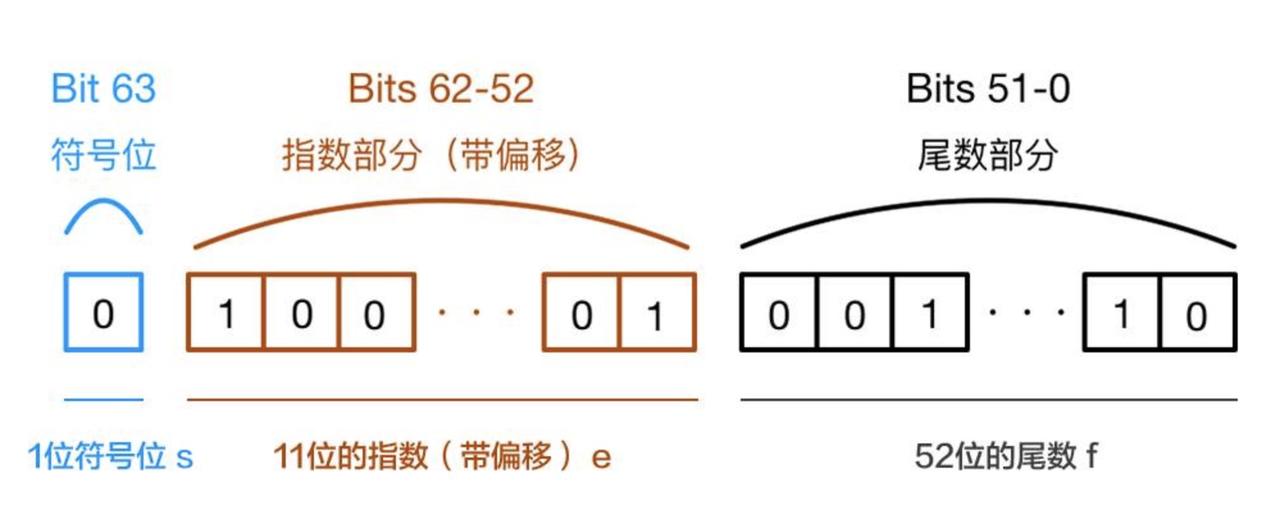 Bit 63 Bits 62-52 Bits 51-0
符号位 指数部分（带偏移） 尾数部分
0 1 0 0 · · · 0 1 0 0 1 · · · 1 0
1位符号位 s 11位的指数（带偏移）e 52位的尾数 f